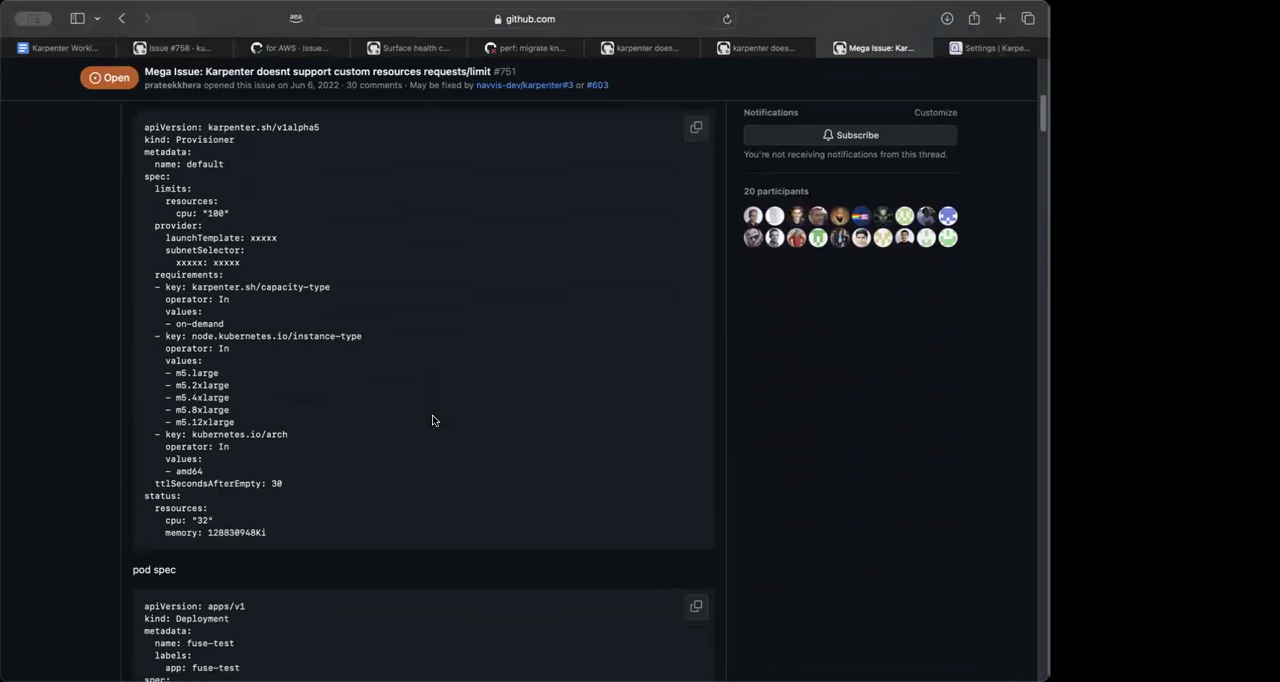 aea
github.com
Karpenter Worki...
Issue #758 · ku...
for AWS · Issue...
Surface health c...
perf: migrate kn...
karpenter does...
karpenter does...
Mega Issue: Kar...
Settings | Karpe...
Open
Mega Issue: Karpenter doesnt support custom resources requests/limit #751
prateekkhera opened this issue on Jun 6, 2022 · 30 comments · May be fixed by navvis-dev/karpenter#3 or #603
apiVersion: karpenter.sh/v1alpha5
kind: Provisioner
metadata:
  name: default
spec:
  limits:
    resources:
      cpu: "100"
  provider:
    launchTemplate: xxxxx
    subnetSelector:
      xxxxx: xxxxx
  requirements:
  - key: karpenter.sh/capacity-type
    operator: In
    values:
    - on-demand
  - key: node.kubernetes.io/instance-type
    operator: In
    values:
    - m5.large
    - m5.2xlarge
    - m5.4xlarge
    - m5.8xlarge
    - m5.12xlarge
  - key: kubernetes.io/arch
    operator: In
    values:
    - amd64
  ttlSecondsAfterEmpty: 30
status:
  resources:
    cpu: "32"
    memory: 128830948Ki
pod spec
apiVersion: apps/v1
kind: Deployment
metadata:
  name: fuse-test
  labels:
    app: fuse-test
spec:
Notifications
Customize
Subscribe
You're not receiving notifications from this thread.
20 participants